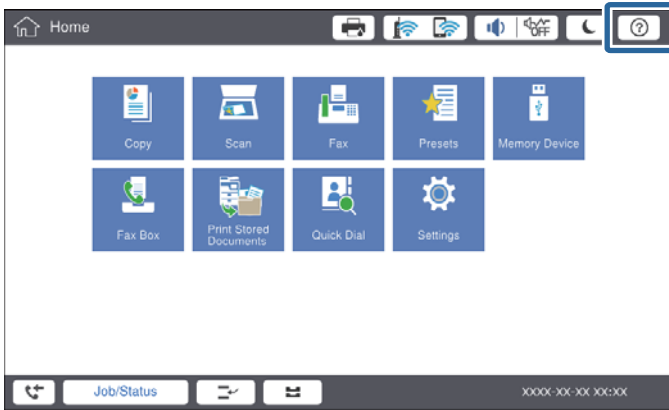 Home
OFF
?
Copy
Scan
Fax
Presets
Memory Device
Fax Box
Print Stored
Documents
Quick Dial
Settings
Job/Status
XXXX-XX-XX XX:XX